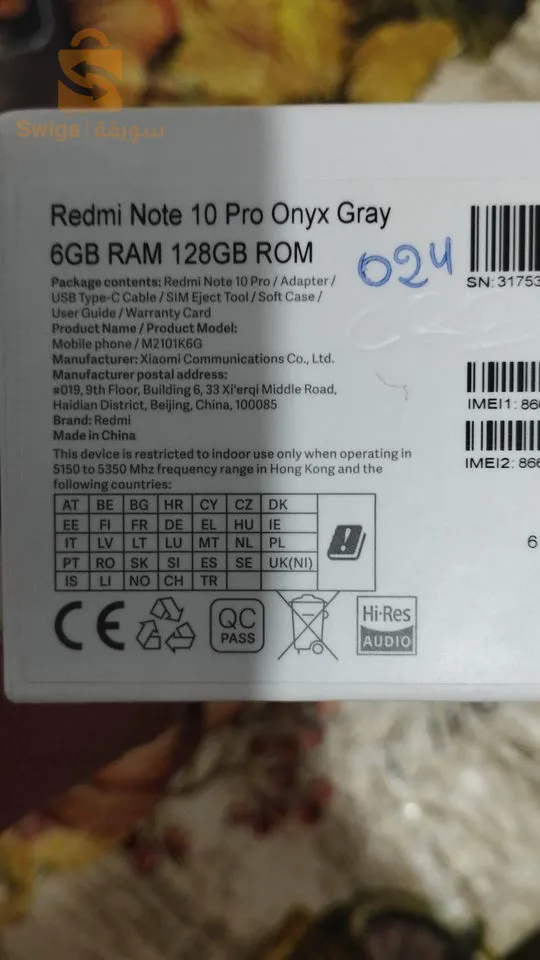 Swiga | سويقة
Redmi Note 10 Pro Onyx Gray
6GB RAM 128GB ROM
024
Package contents: Redmi Note 10 Pro / Adapter /
USB Type-C Cable / SIM Eject Tool / Soft Case /
User Guide / Warranty Card
Product Name / Product Model:
Mobile phone / M2101K6G
Manufacturer: Xiaomi Communications Co., Ltd.
Manufacturer postal address:
#019, 9th Floor, Building 6, 33 Xi'erqi Middle Road,
Haidian District, Beijing, China, 100085
Brand: Redmi
Made in China
This device is restricted to indoor use only when operating in
5150 to 5350 Mhz frequency range in Hong Kong and the
following countries:
AT BE BG HR CY CZ DK
EE FI FR DE EL HU IE
IT LV LT LU MT NL PL
PT RO SK SI ES SE UK(NI)
IS LI NO CH TR
CE
QC
PASS
Hi-Res
AUDIO
SN: 31753
IMEI1: 866
IMEI2: 866
6